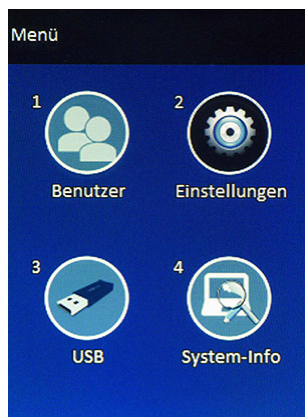 Menü
1
2
Benutzer
Einstellungen
3
4
USB
System-Info